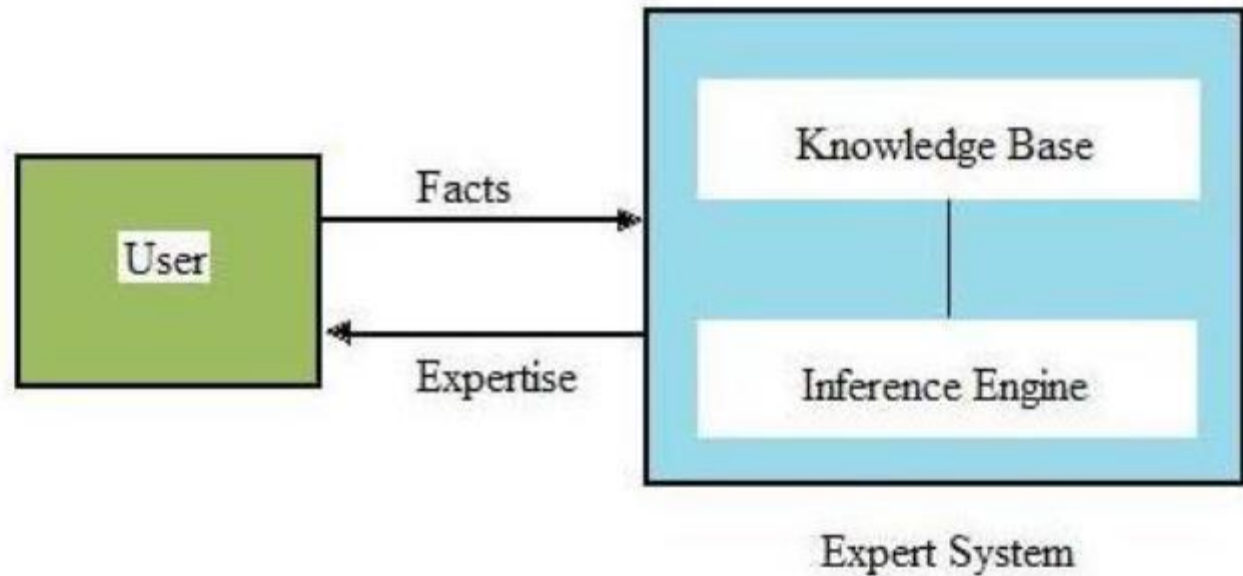 Knowledge Base
Facts
User
Expertise
Inference Engine
Expert System